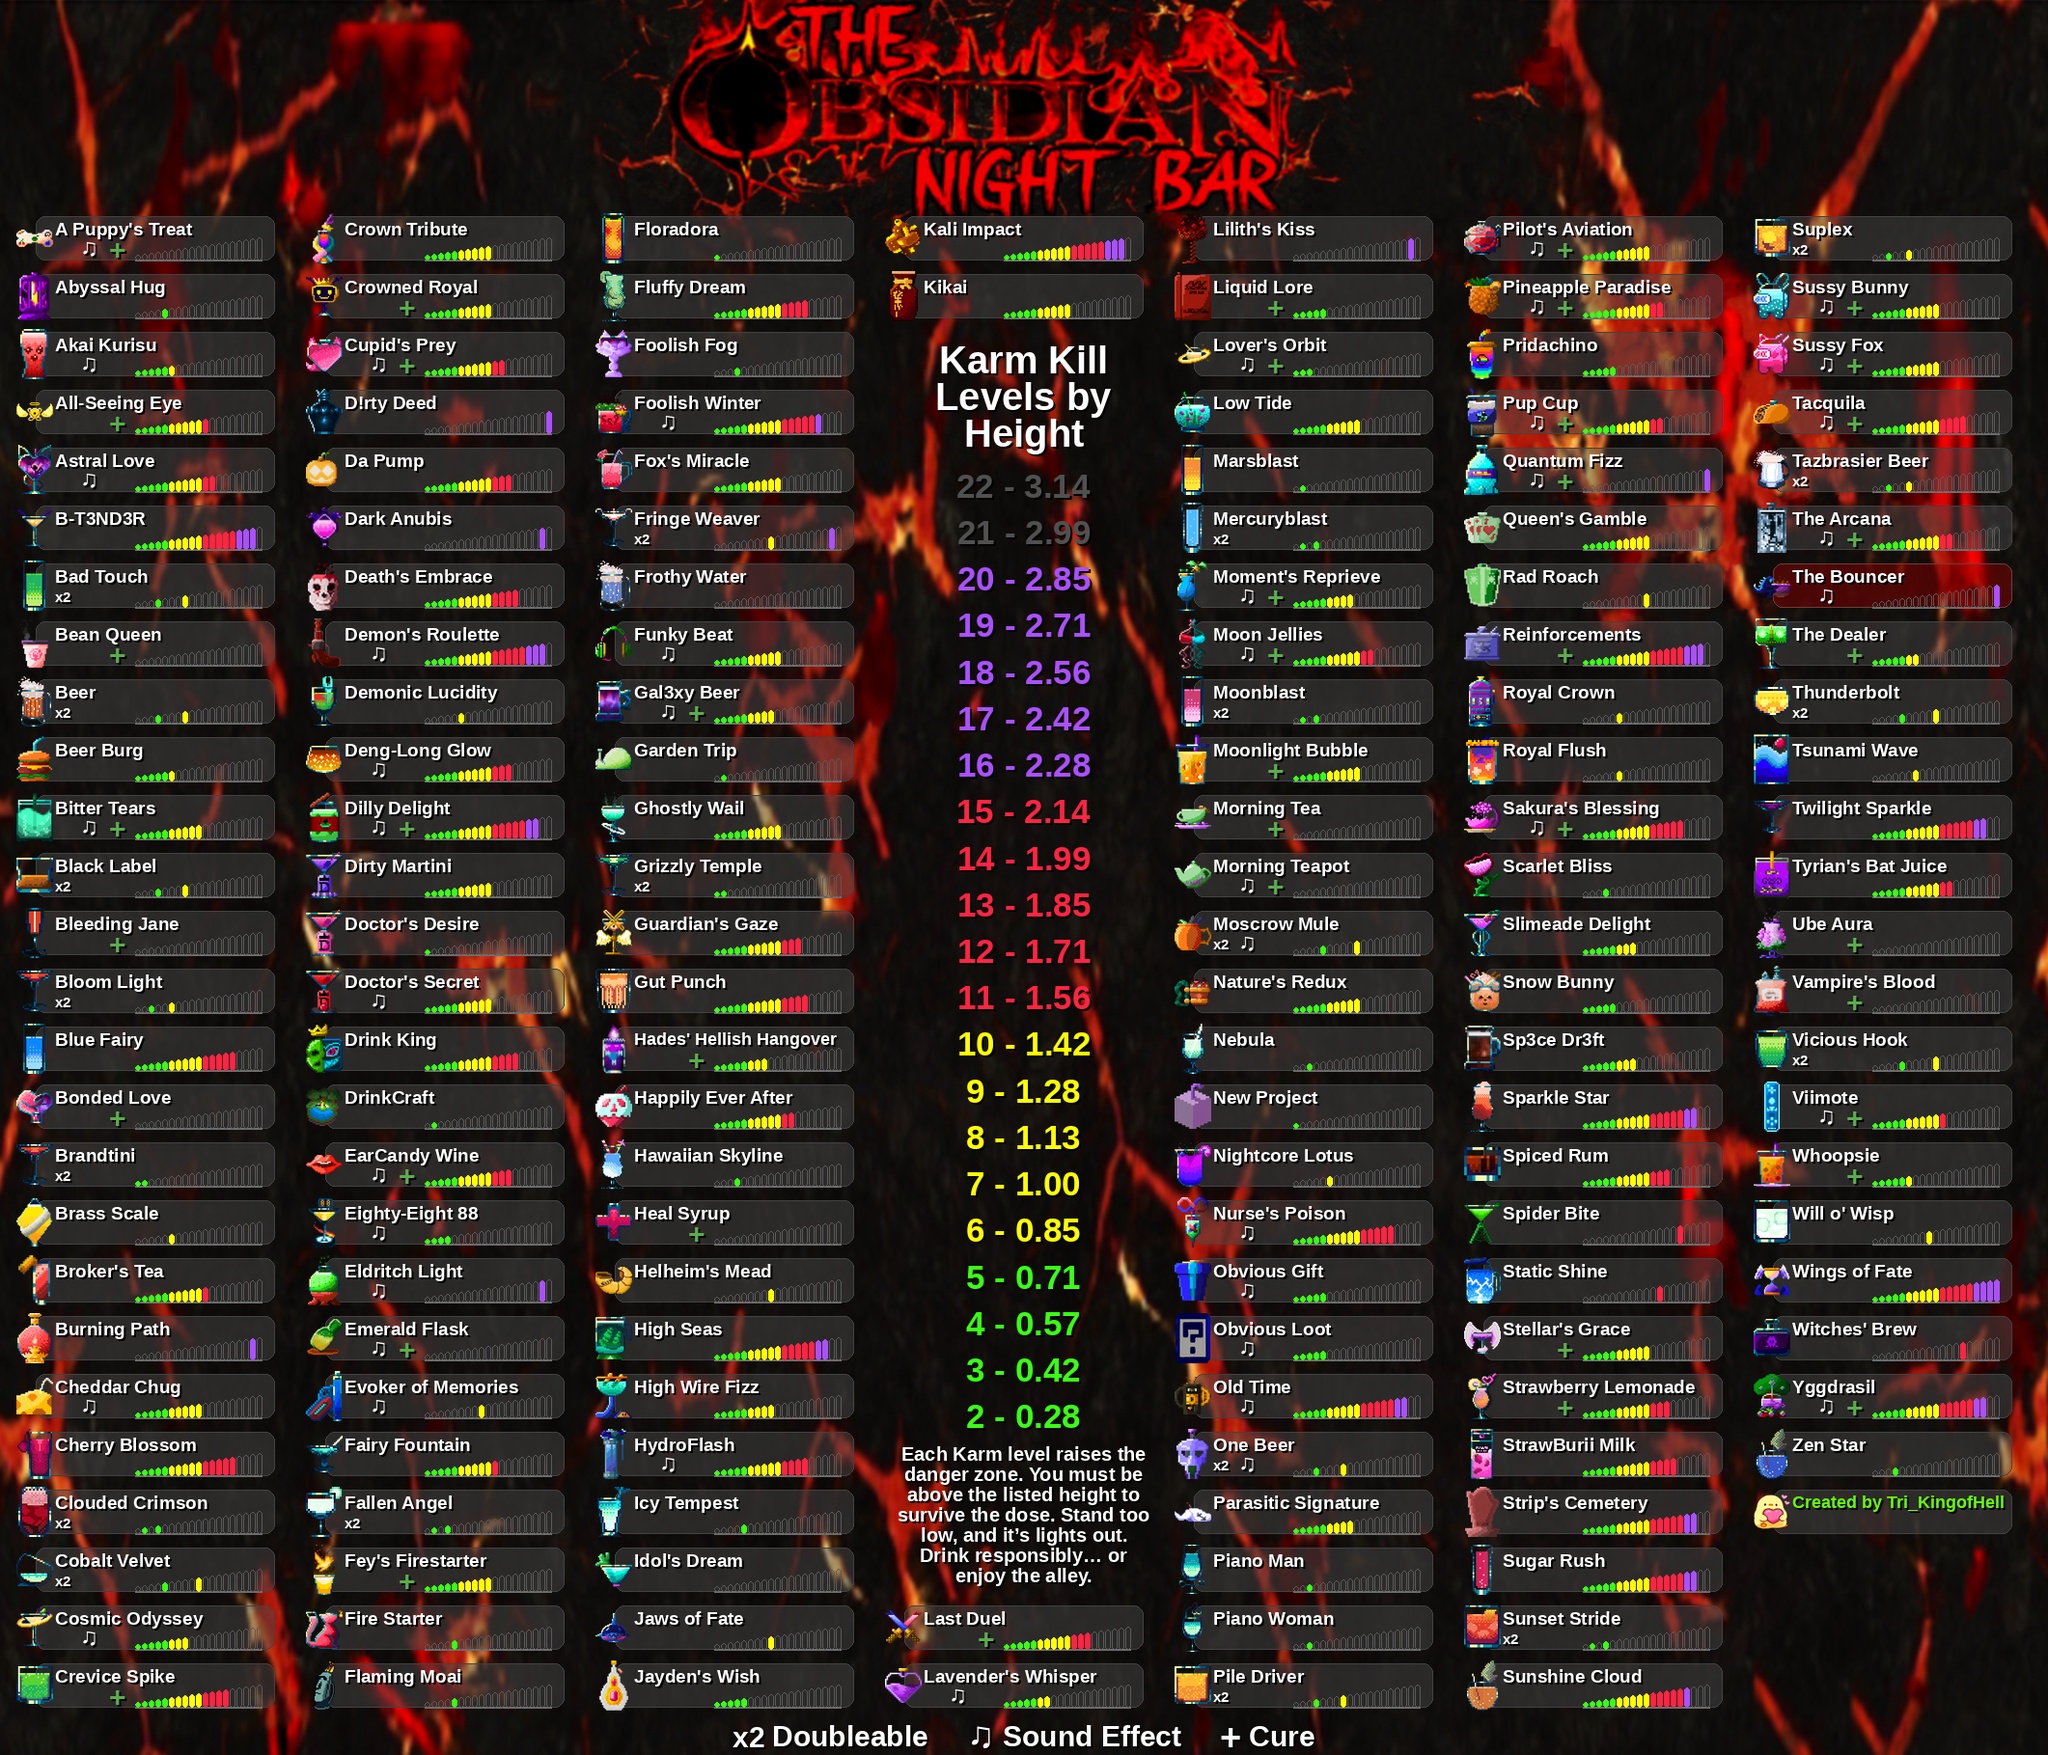 THE
OBSIDIAN
NIGHT BAR
A Puppy's Treat
♫ +
Abyssal Hug
Akai Kurisu
♫
All-Seeing Eye
+
Astral Love
♫
B-T3ND3R
Bad Touch
x2
Bean Queen
+
Beer
x2
Beer Burg
Bitter Tears
♫ +
Black Label
x2
Bleeding Jane
+
Bloom Light
x2
Blue Fairy
Bonded Love
+
Brandtini
x2
Brass Scale
Broker's Tea
Burning Path
Cheddar Chug
♫
Cherry Blossom
Clouded Crimson
x2
Cobalt Velvet
x2
Cosmic Odyssey
♫
Crevice Spike
+
Crown Tribute
Crowned Royal
+
Cupid's Prey
♫ +
D!rty Deed
Da Pump
Dark Anubis
Death's Embrace
Demon's Roulette
♫
Demonic Lucidity
Deng-Long Glow
♫
Dilly Delight
♫ +
Dirty Martini
Doctor's Desire
Doctor's Secret
♫
Drink King
DrinkCraft
EarCandy Wine
♫ +
Eighty-Eight 88
♫
Eldritch Light
♫
Emerald Flask
♫ +
Evoker of Memories
♫
Fairy Fountain
Fallen Angel
x2
Fey's Firestarter
+
Fire Starter
Flaming Moai
Floradora
Fluffy Dream
Foolish Fog
Foolish Winter
♫
Fox's Miracle
Fringe Weaver
x2
Frothy Water
Funky Beat
♫
Gal3xy Beer
♫ +
Garden Trip
Ghostly Wail
Grizzly Temple
x2
Guardian's Gaze
Gut Punch
Hades' Hellish Hangover
+
Happily Ever After
Hawaiian Skyline
Heal Syrup
+
Helheim's Mead
High Seas
High Wire Fizz
HydroFlash
♫
Icy Tempest
Idol's Dream
Jaws of Fate
Jayden's Wish
Kali Impact
Kikai
Karm Kill
Levels by
Height
22 - 3.14
21 - 2.99
20 - 2.85
19 - 2.71
18 - 2.56
17 - 2.42
16 - 2.28
15 - 2.14
14 - 1.99
13 - 1.85
12 - 1.71
11 - 1.56
10 - 1.42
9 - 1.28
8 - 1.13
7 - 1.00
6 - 0.85
5 - 0.71
4 - 0.57
3 - 0.42
2 - 0.28
Each Karm level raises the
danger zone. You must be
above the listed height to
survive the dose. Stand too
low, and it's lights out.
Drink responsibly… or
enjoy the alley.
Last Duel
+
Lavender's Whisper
♫
Lilith's Kiss
Liquid Lore
+
Lover's Orbit
♫ +
Low Tide
Marsblast
Mercuryblast
x2
Moment's Reprieve
♫ +
Moon Jellies
♫ +
Moonblast
x2
Moonlight Bubble
+
Morning Tea
+
Morning Teapot
♫ +
Moscrow Mule
x2 ♫
Nature's Redux
Nebula
New Project
Nightcore Lotus
Nurse's Poison
♫
Obvious Gift
♫
Obvious Loot
♫
Old Time
♫
One Beer
x2 ♫
Parasitic Signature
Piano Man
Piano Woman
Pile Driver
x2
Pilot's Aviation
♫ +
Pineapple Paradise
♫ +
Pridachino
Pup Cup
♫ +
Quantum Fizz
♫ +
Queen's Gamble
Rad Roach
Reinforcements
+
Royal Crown
Royal Flush
Sakura's Blessing
♫ +
Scarlet Bliss
Slimeade Delight
Snow Bunny
Sp3ce Dr3ft
Sparkle Star
Spiced Rum
Spider Bite
Static Shine
Stellar's Grace
+
Strawberry Lemonade
+
StrawBurii Milk
Strip's Cemetery
Sugar Rush
Sunset Stride
x2
Sunshine Cloud
Suplex
x2
Sussy Bunny
♫ +
Sussy Fox
♫ +
Tacquila
♫ +
Tazbrasier Beer
x2
The Arcana
♫ +
The Bouncer
♫
The Dealer
+
Thunderbolt
x2
Tsunami Wave
Twilight Sparkle
Tyrian's Bat Juice
Ube Aura
+
Vampire's Blood
+
Vicious Hook
x2
Viimote
♫ +
Whoopsie
+
Will o' Wisp
Wings of Fate
Witches' Brew
Yggdrasil
♫ +
Zen Star
Created by Tri_KingofHell
x2 Doubleable ♫ Sound Effect + Cure